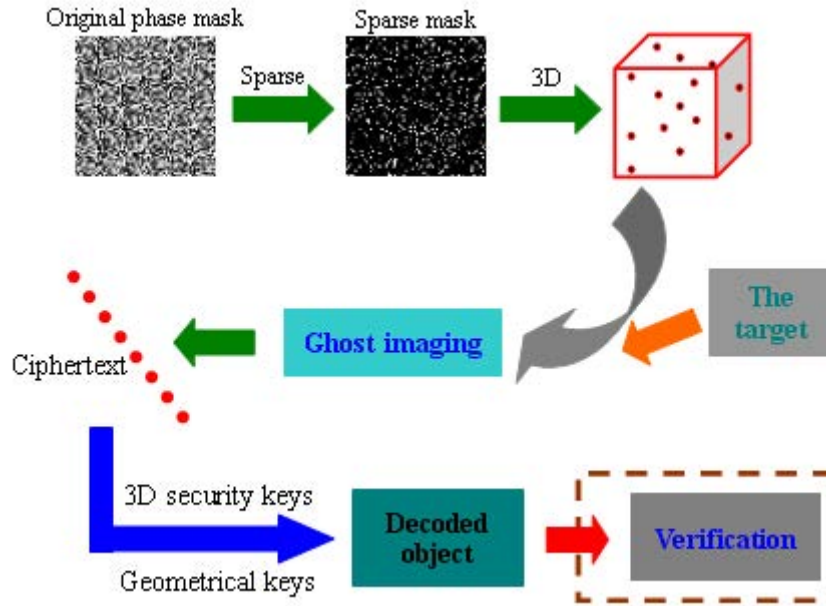 Original phase mask
Sparse mask
Sparse
3D
The
target
Ghost imaging
Ciphertext
3D security keys
Geometrical keys
Decoded
object
Verification